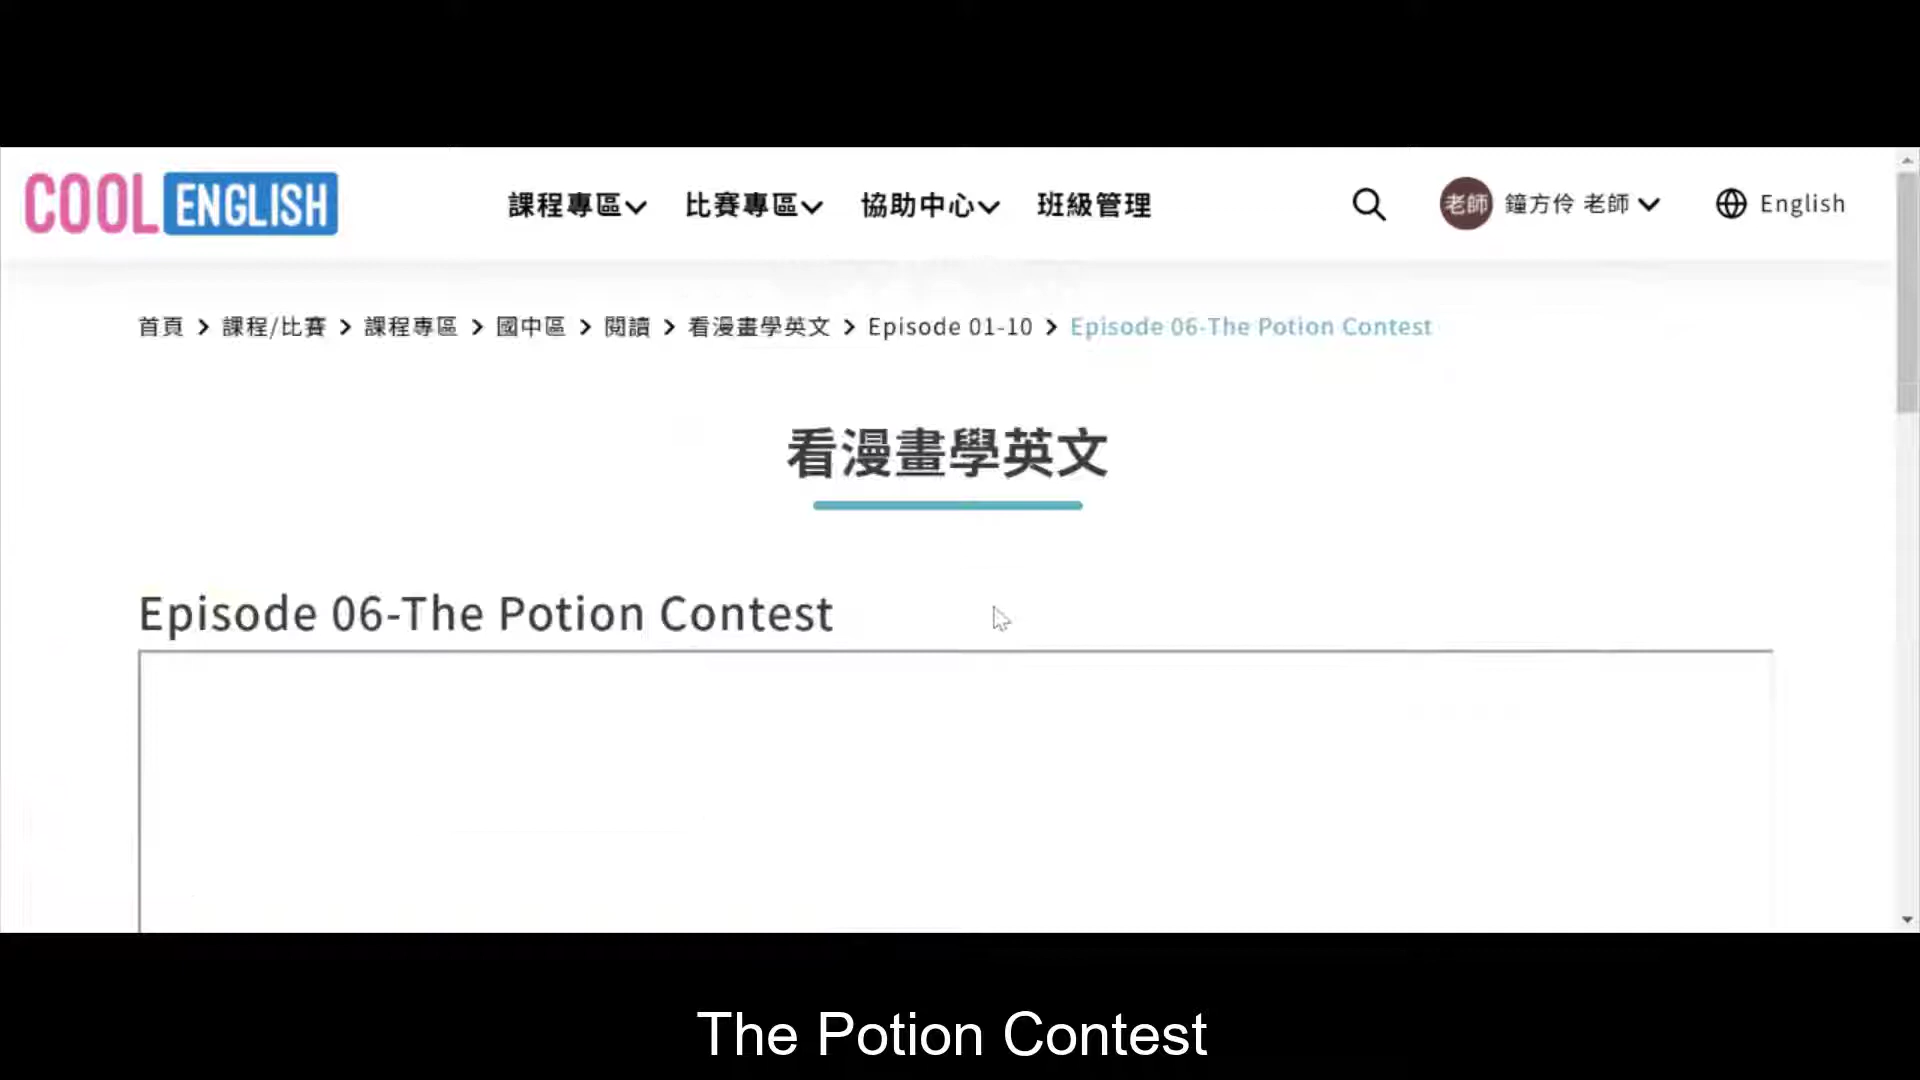 COOL ENGLISH
課程專區 比賽專區 協助中心 班級管理 老師 鐘方伶 老師 English
首頁 > 課程/比賽 > 課程專區 > 國中區 > 閱讀 > 看漫畫學英文 > Episode 01-10 > Episode 06-The Potion Contest
看漫畫學英文
Episode 06-The Potion Contest
The Potion Contest